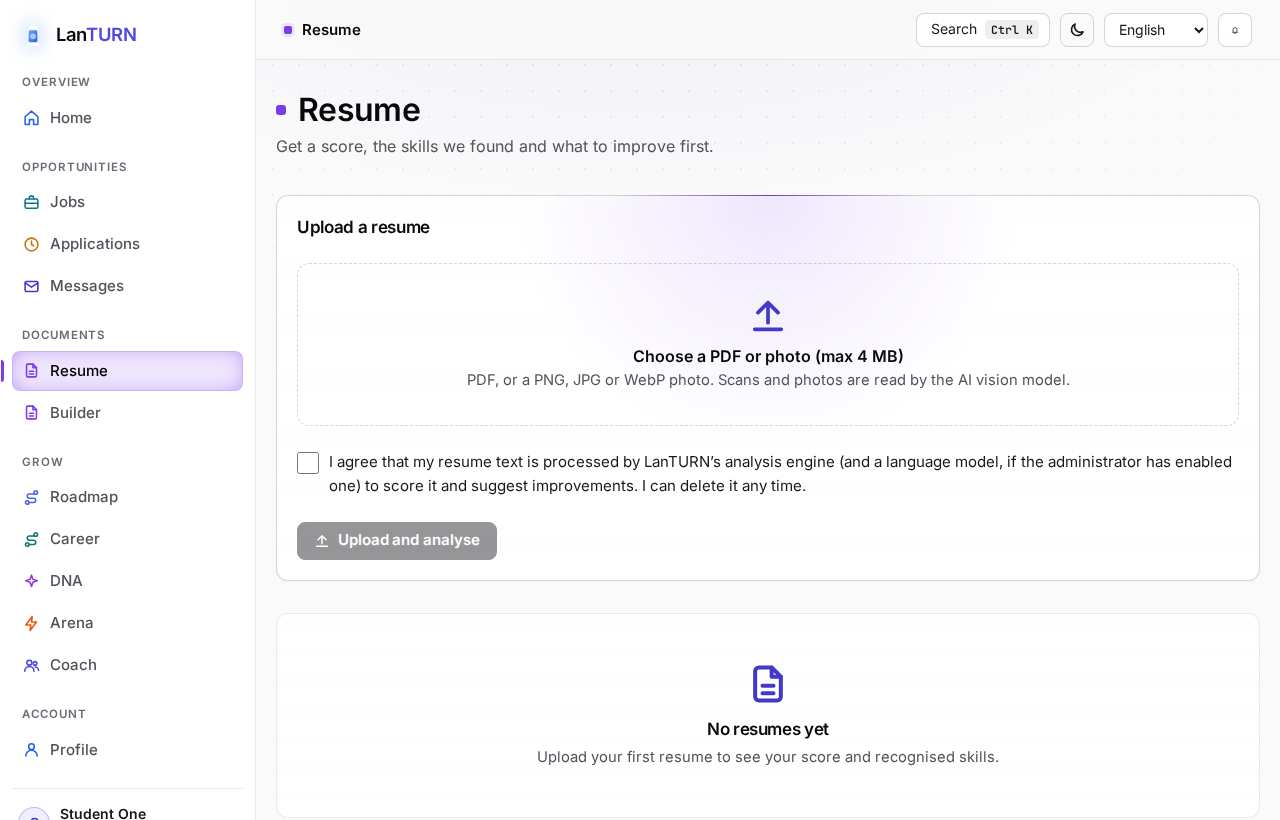 LanTURN
OVERVIEW
Home
OPPORTUNITIES
Jobs
Applications
Messages
DOCUMENTS
Resume
Builder
GROW
Roadmap
Career
DNA
Arena
Coach
ACCOUNT
Profile
Student One
Resume
Search Ctrl K
English
Resume
Get a score, the skills we found and what to improve first.
Upload a resume
Choose a PDF or photo (max 4 MB)
PDF, or a PNG, JPG or WebP photo. Scans and photos are read by the AI vision model.
I agree that my resume text is processed by LanTURN’s analysis engine (and a language model, if the administrator has enabled
one) to score it and suggest improvements. I can delete it any time.
Upload and analyse
No resumes yet
Upload your first resume to see your score and recognised skills.